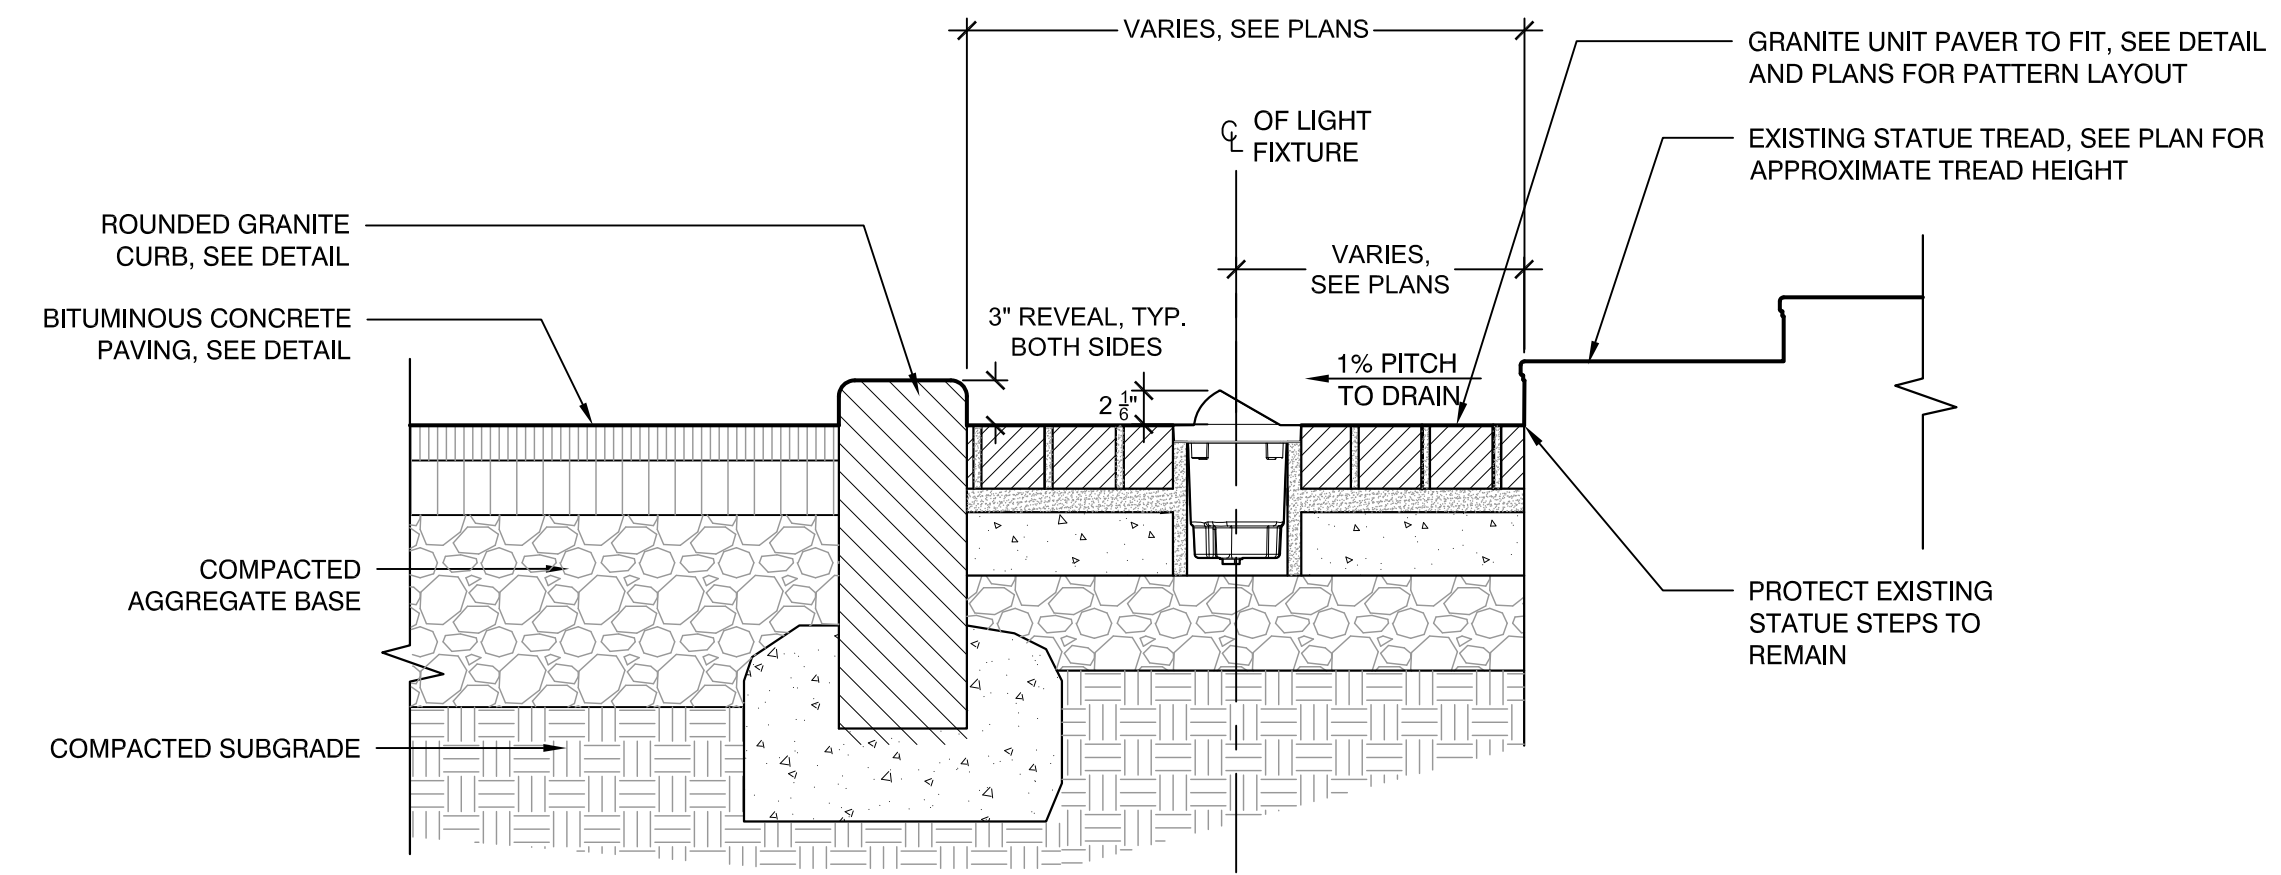 VARIES, SEE PLANS
GRANITE UNIT PAVER TO FIT, SEE DETAIL
AND PLANS FOR PATTERN LAYOUT
℄ OF LIGHT
FIXTURE
EXISTING STATUE TREAD, SEE PLAN FOR
APPROXIMATE TREAD HEIGHT
ROUNDED GRANITE
CURB, SEE DETAIL
VARIES,
SEE PLANS
BITUMINOUS CONCRETE
PAVING, SEE DETAIL
3" REVEAL, TYP.
BOTH SIDES
1% PITCH
TO DRAIN
2 1/6"
COMPACTED
AGGREGATE BASE
PROTECT EXISTING
STATUE STEPS TO
REMAIN
COMPACTED SUBGRADE